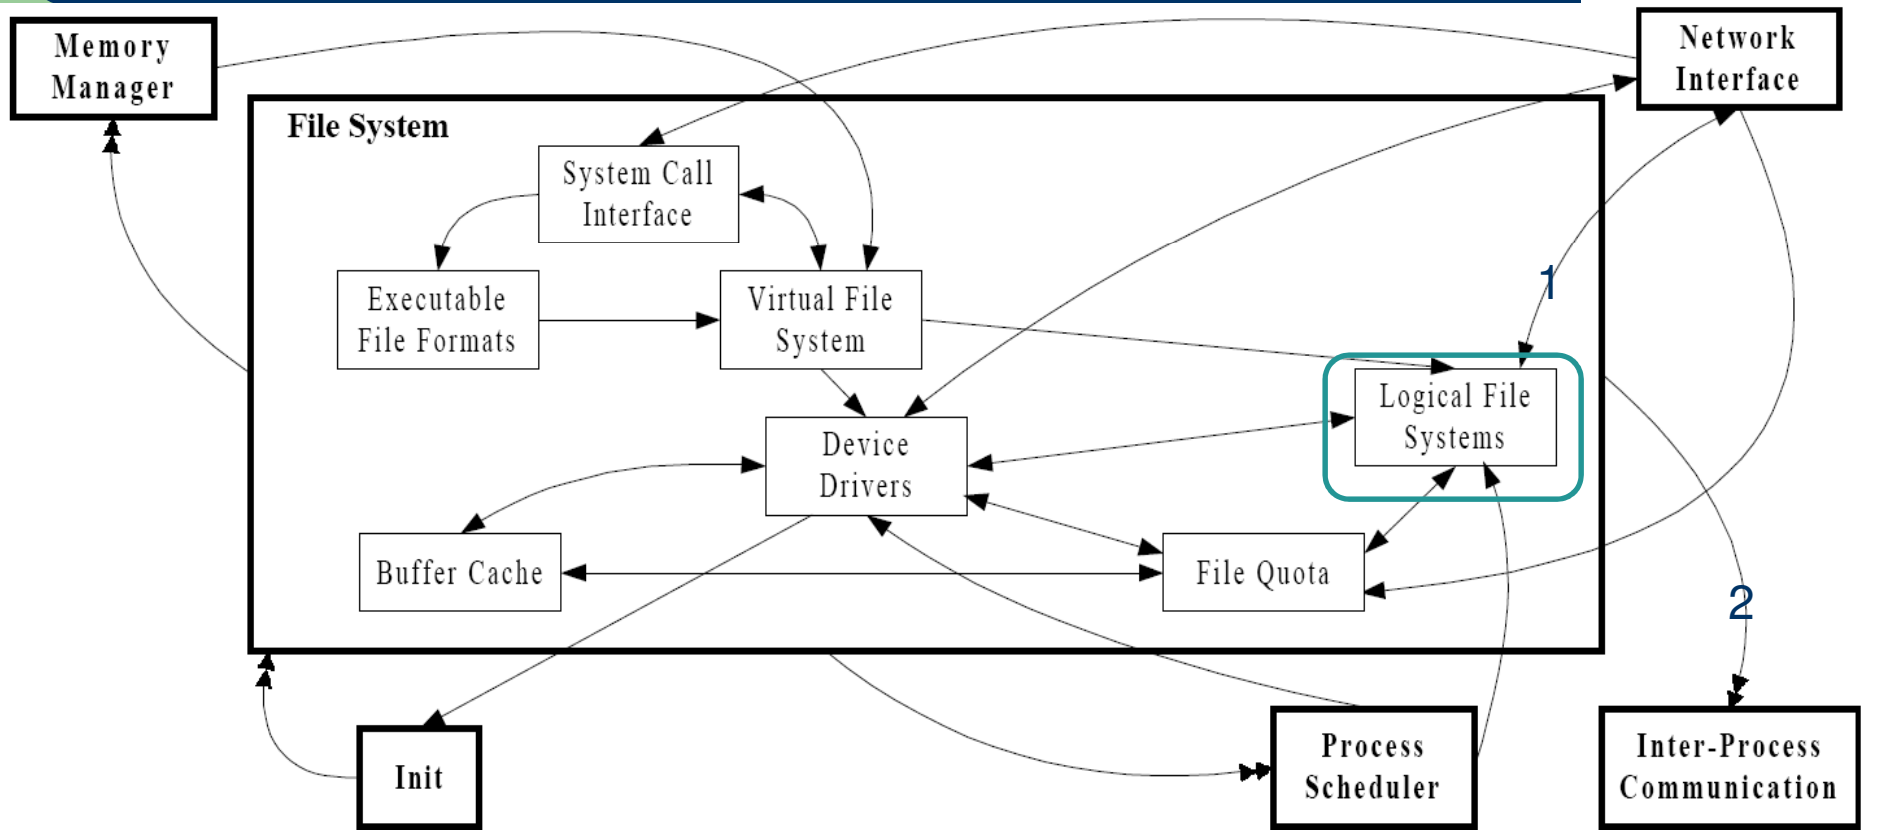 Memory
Manager
Network
Interface
File System
System Call
Interface
Executable
File Formats
Virtual File
System
1
Logical File
Systems
Device
Drivers
Buffer Cache
File Quota
2
Init
Process
Scheduler
Inter-Process
Communication